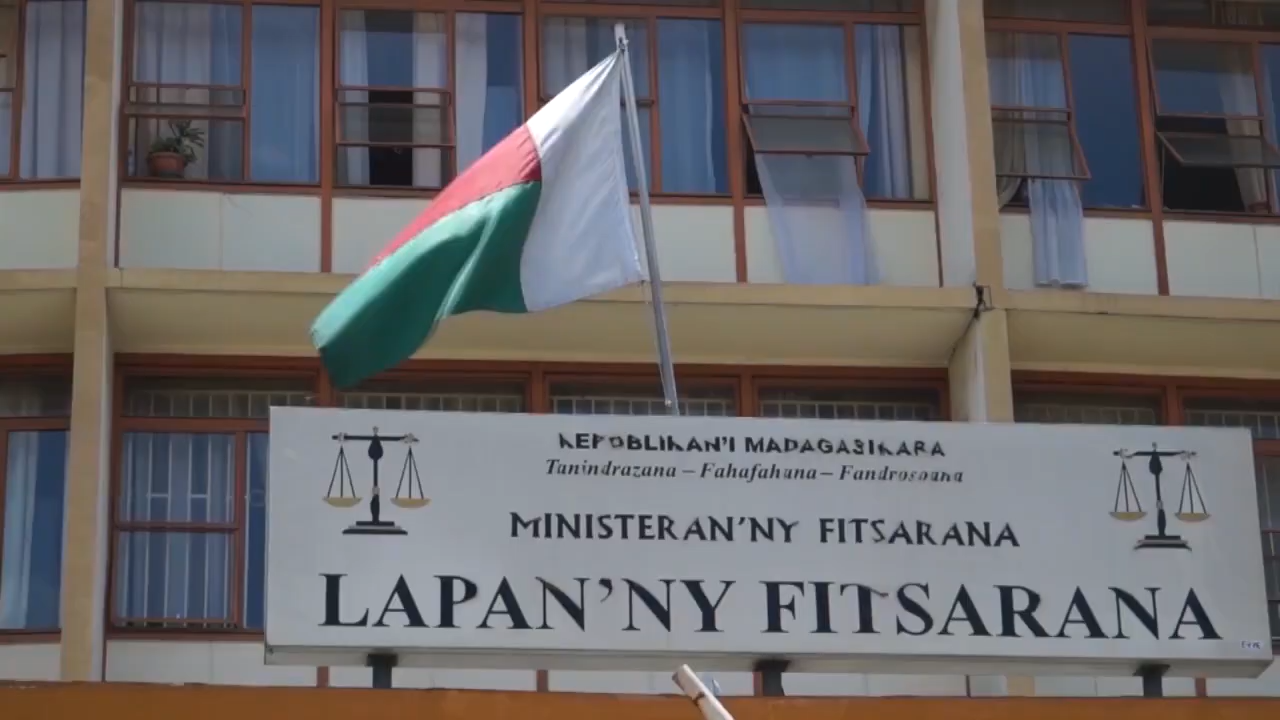 REPOBLIKAN'I MADAGASIKARA
Tanindrazana – Fahafahana – Fandrosoana
MINISTERAN'NY FITSARANA
LAPAN'NY FITSARANA